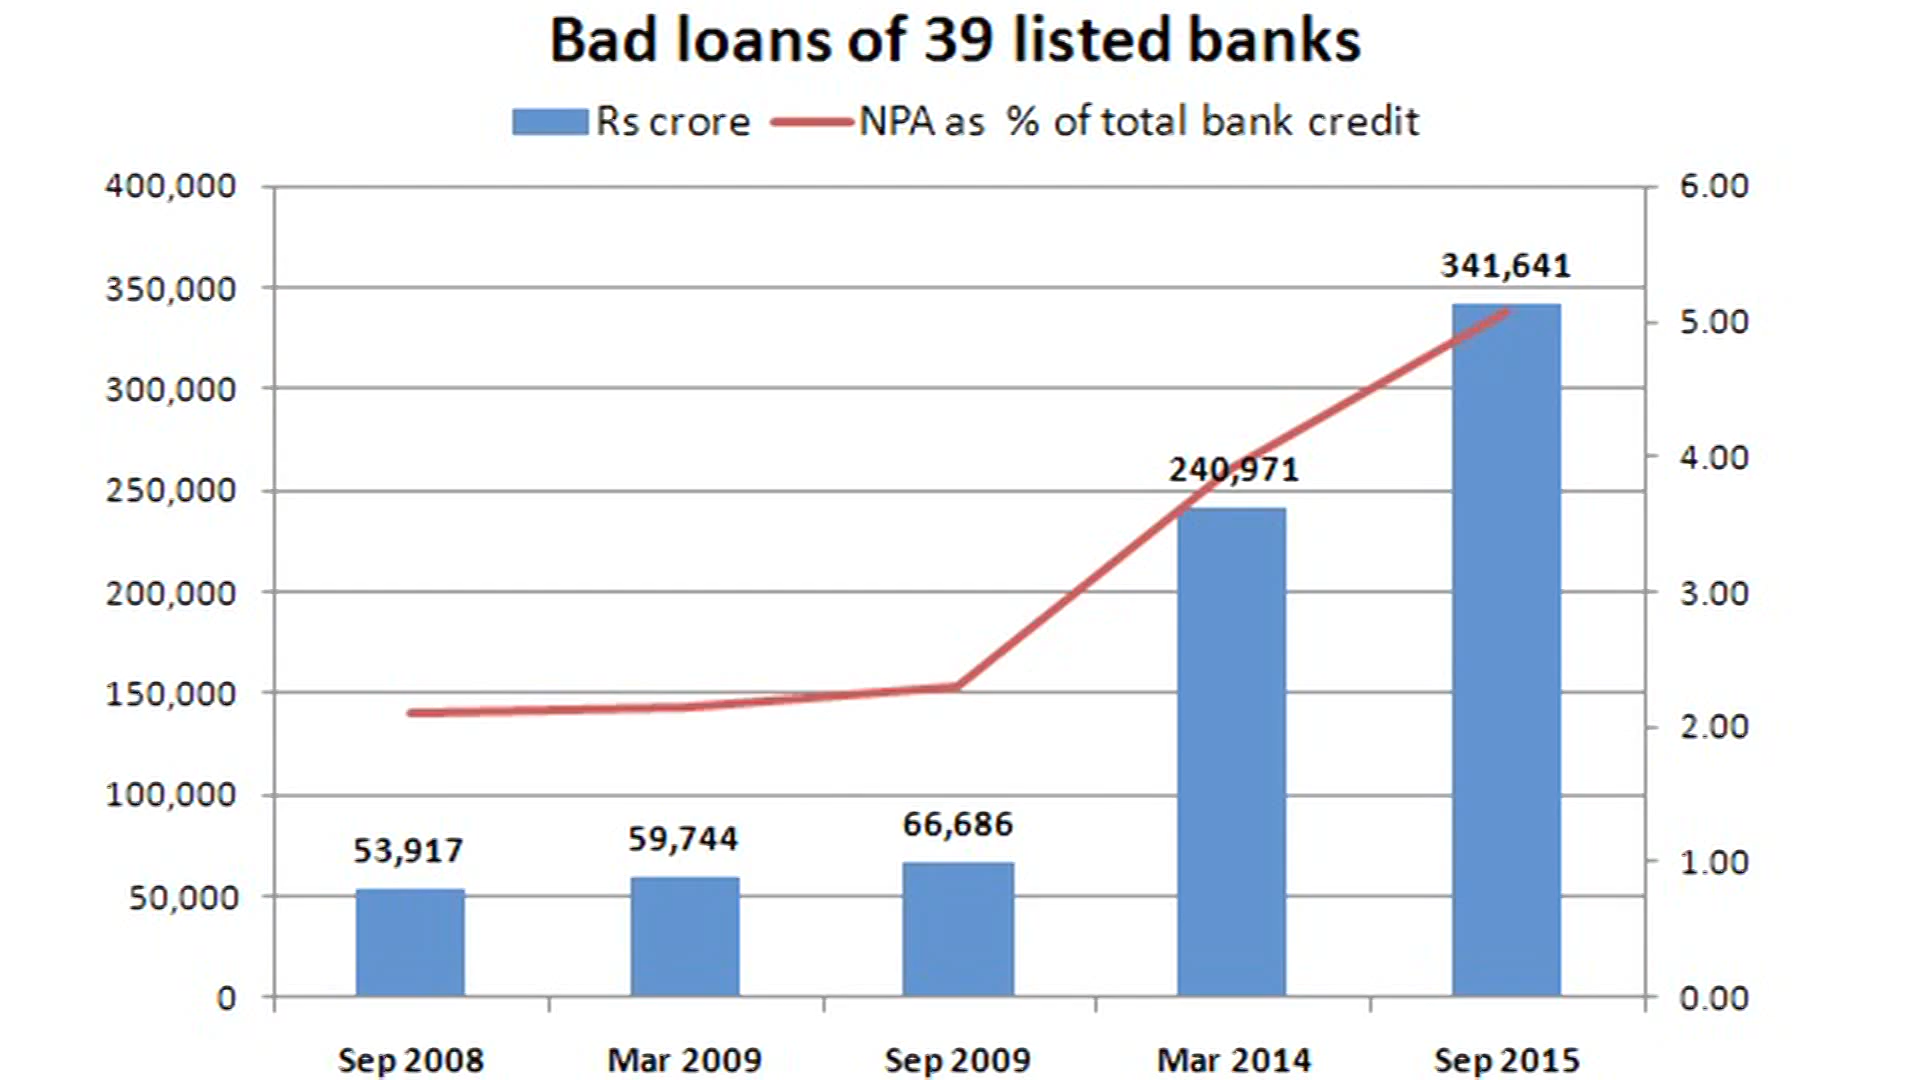 Bad loans of 39 listed banks
Rs crore NPA as % of total bank credit
400,000 6.00
350,000 341,641
5.00
300,000
250,000 240,971 4.00
200,000 3.00
150,000 2.00
100,000
53,917 59,744 66,686 1.00
50,000
0 0.00
Sep 2008 Mar 2009 Sep 2009 Mar 2014 Sep 2015